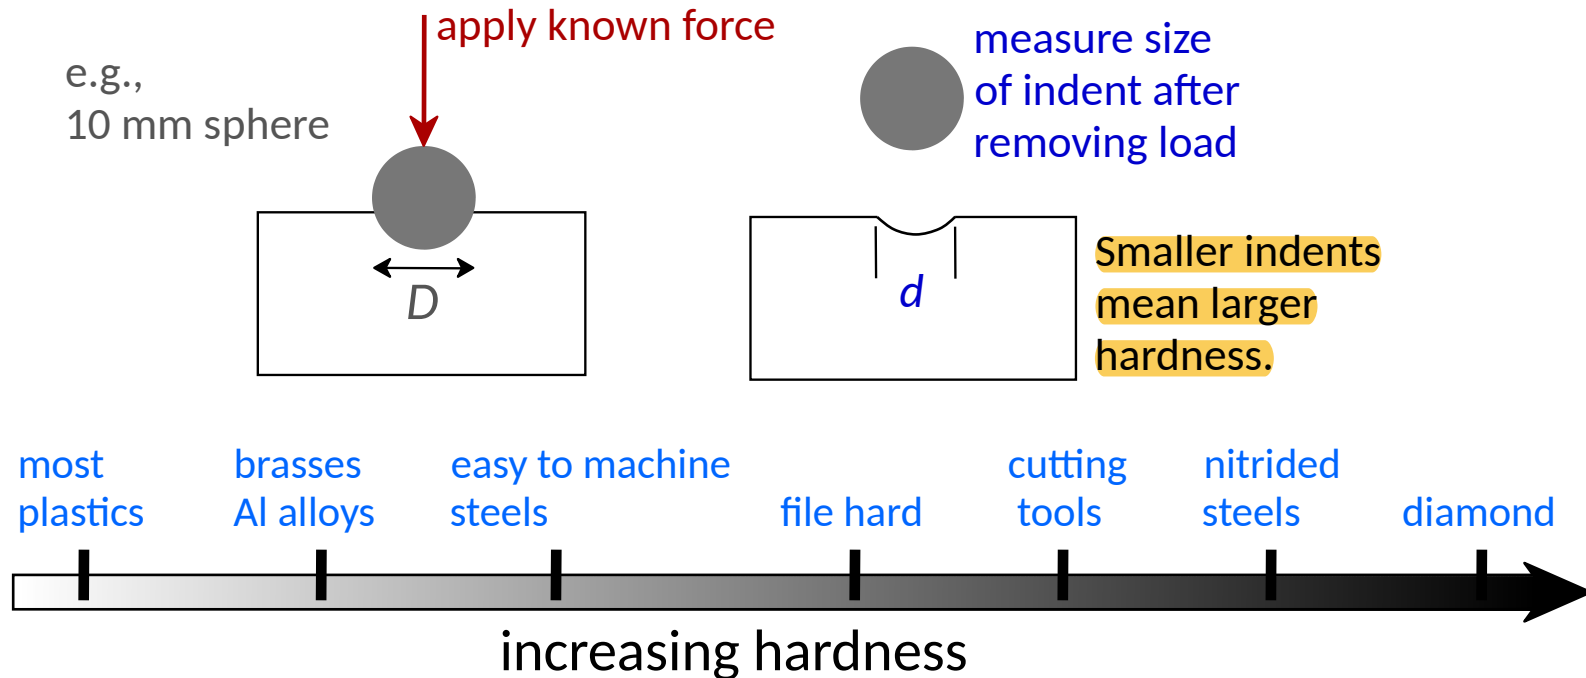 apply known force
e.g.,
10 mm sphere
D
measure size
of indent after
removing load
d
Smaller indents
mean larger
hardness.
most
plastics
brasses
Al alloys
easy to machine
steels
file hard
cutting
tools
nitrided
steels
diamond
increasing hardness